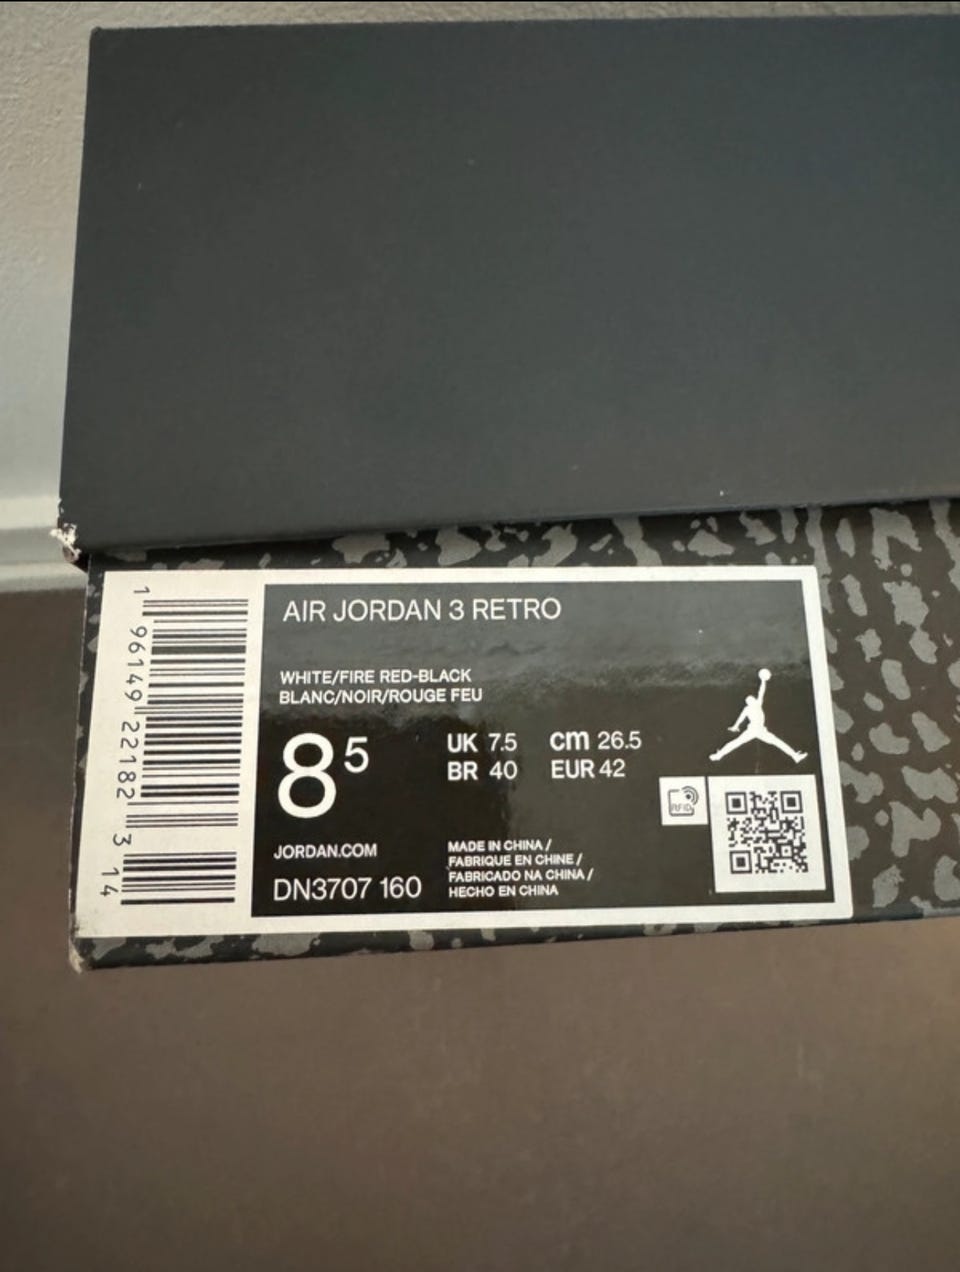 1 96149 22182 3 14
AIR JORDAN 3 RETRO
WHITE/FIRE RED-BLACK
BLANC/NOIR/ROUGE FEU
8 5
UK 7.5 cm 26.5
BR 40 EUR 42
RFID
JORDAN.COM
DN3707 160
MADE IN CHINA /
FABRIQUE EN CHINE /
FABRICADO NA CHINA /
HECHO EN CHINA